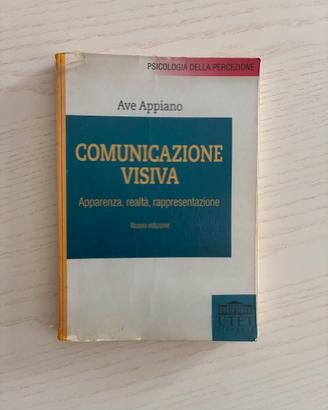 PSICOLOGIA DELLA PERCEZIONE
Ave Appiano
COMUNICAZIONE
VISIVA
Apparenza, realtà, rappresentazione
Nuova edizione
UTET